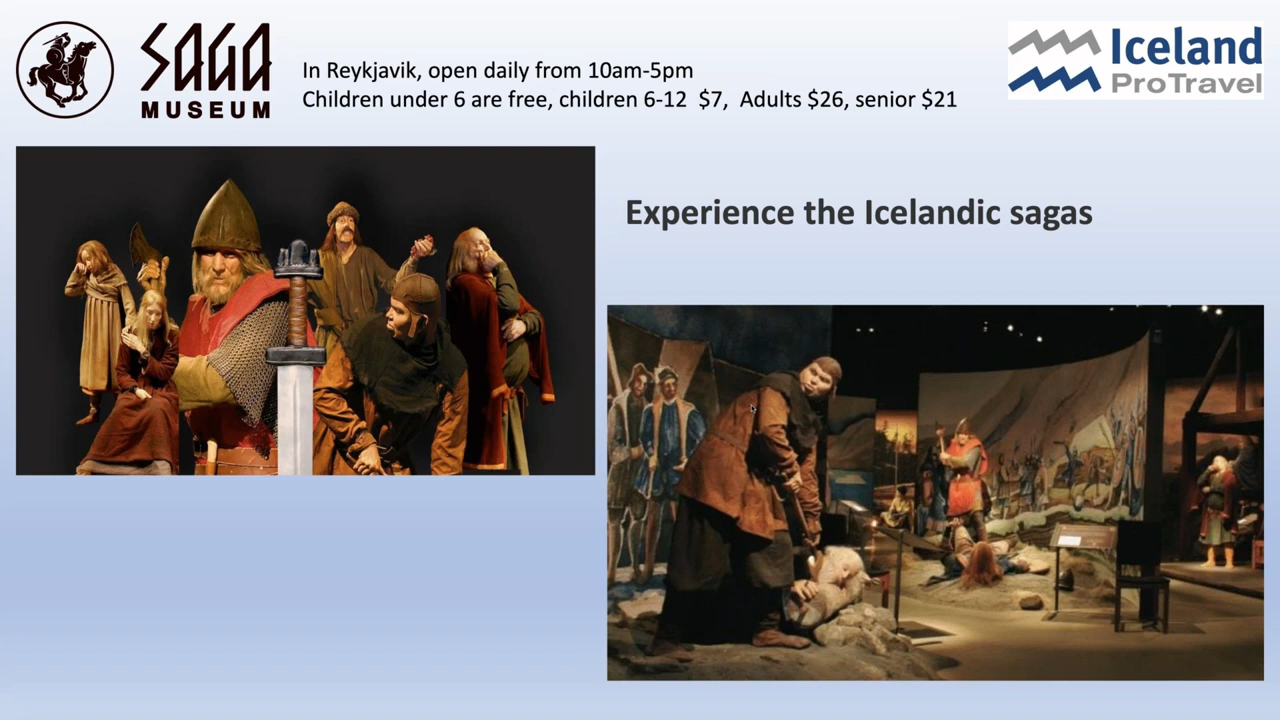 SAGA
MUSEUM
In Reykjavik, open daily from 10am-5pm
Children under 6 are free, children 6-12  $7,  Adults $26, senior $21
Iceland
ProTravel
Experience the Icelandic sagas